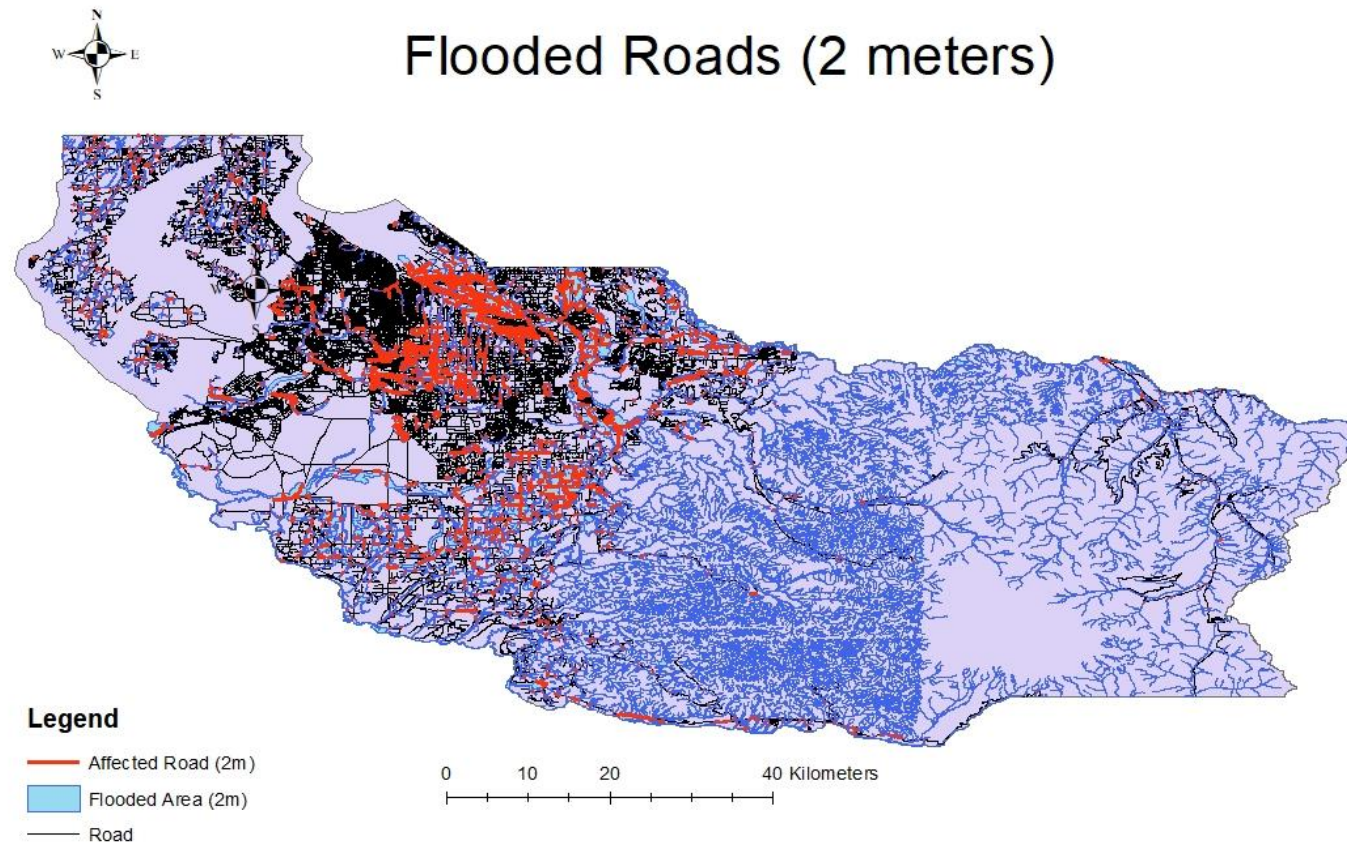 N
W E
S
Flooded Roads (2 meters)
W
S
Legend
Affected Road (2m)
Flooded Area (2m)
Road
0 10 20 40 Kilometers